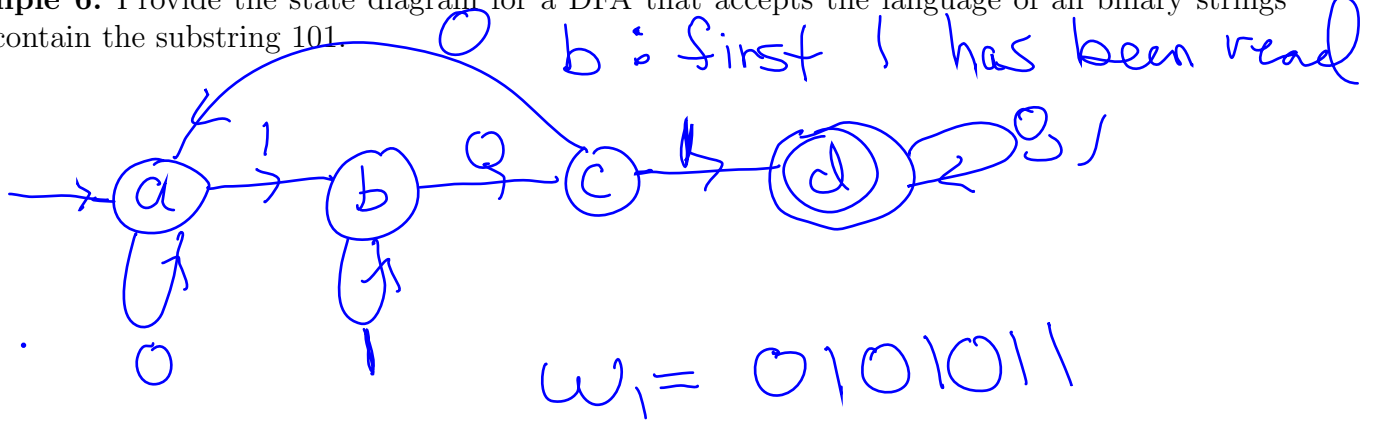 mple 6. Provide the state diagram for a DFA that accepts the language of all binary strings
contain the substring 101.
0
b : first 1 has been read
1
0
1
0, 1
a
b
c
d
0
1
w₁ = 0101011